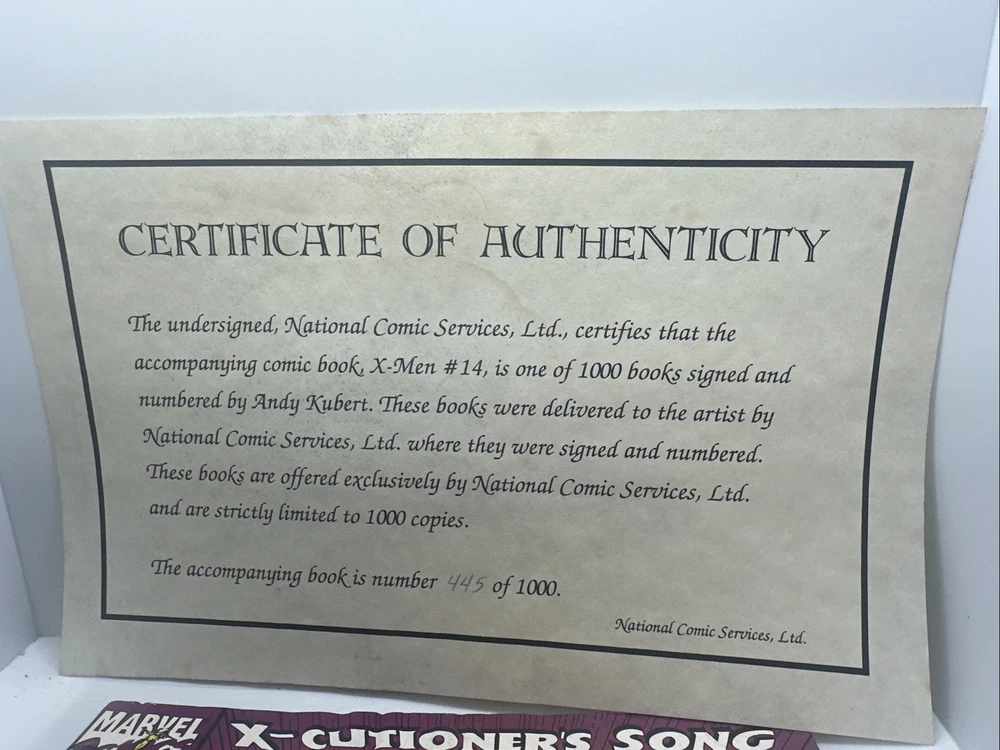 CERTIFICATE OF AUTHENTICITY
The undersigned, National Comic Services, Ltd., certifies that the
accompanying comic book, X-Men #14, is one of 1000 books signed and
numbered by Andy Kubert. These books were delivered to the artist by
National Comic Services, Ltd. where they were signed and numbered.
These books are offered exclusively by National Comic Services, Ltd.
and are strictly limited to 1000 copies.
The accompanying book is number 445 of 1000.
National Comic Services, Ltd.
MARVEL X-CUTIONER'S SONG